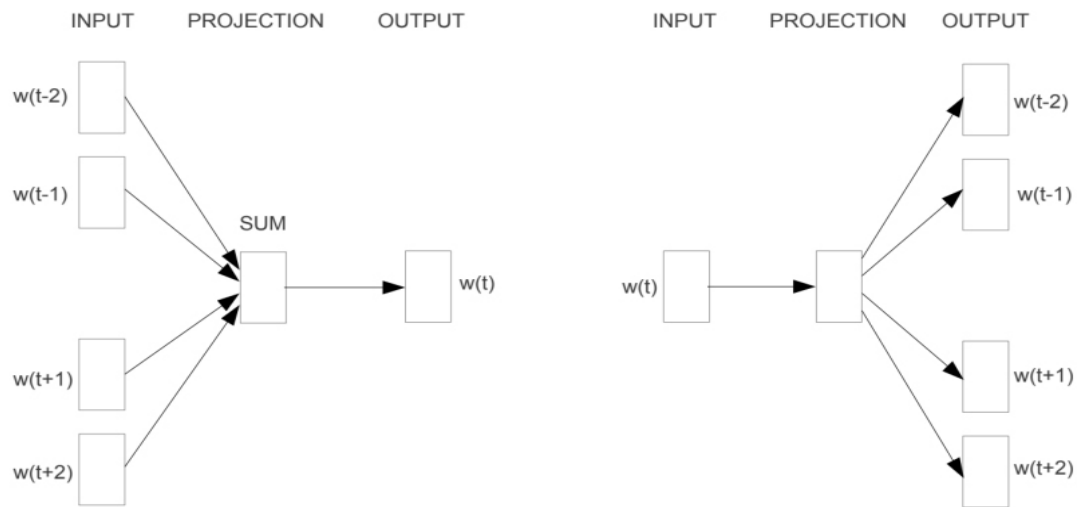 INPUT PROJECTION OUTPUT
w(t-2)
w(t-1)
SUM
w(t)
w(t+1)
w(t+2)
INPUT PROJECTION OUTPUT
w(t-2)
w(t-1)
w(t)
w(t+1)
w(t+2)